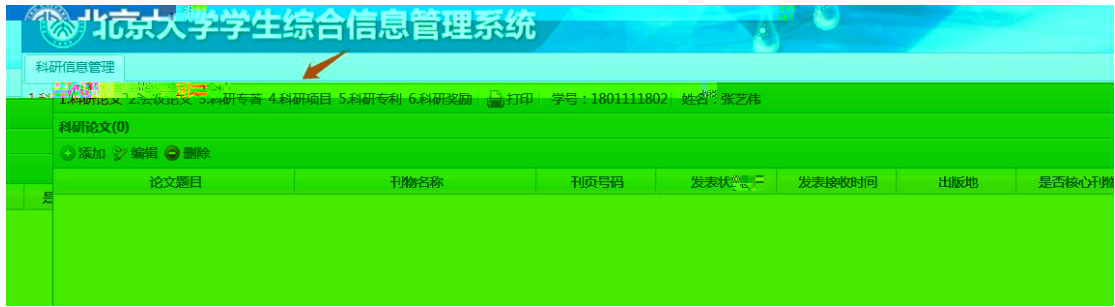 北京大学学生综合信息管理系统
科研信息管理
1.科研论文 2.会议论文 3.科研专著 4.科研项目 5.科研专利 6.科研奖励 打印 学号：1801111802 姓名：张艺伟
科研论文(0)
添加 编辑 删除
论文题目 刊物名称 刊页号码 发表状态 发表接收时间 出版地 是否核心刊物